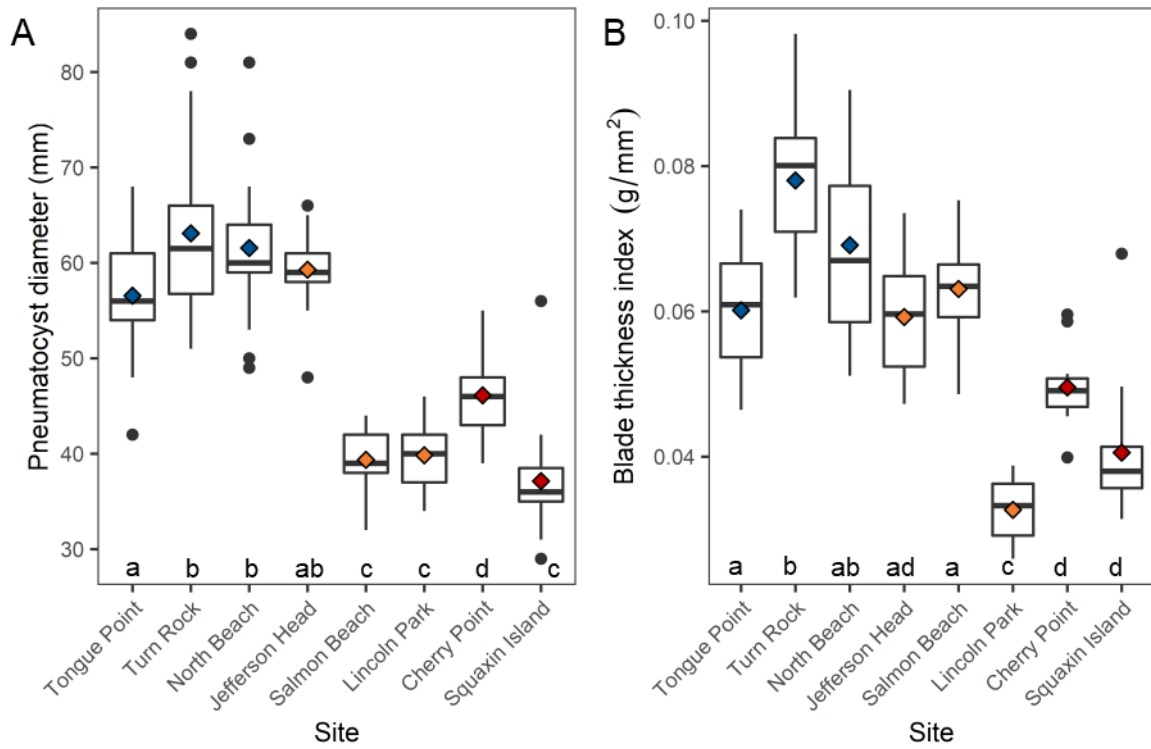 A
Pneumatocyst diameter (mm)
80
70
60
50
40
30
a b b ab c c d c
Tongue Point
Turn Rock
North Beach
Jefferson Head
Salmon Beach
Lincoln Park
Cherry Point
Squaxin Island
Site
B
Blade thickness index (g/mm²)
0.10
0.08
0.06
0.04
a b ab ad a c d d
Tongue Point
Turn Rock
North Beach
Jefferson Head
Salmon Beach
Lincoln Park
Cherry Point
Squaxin Island
Site